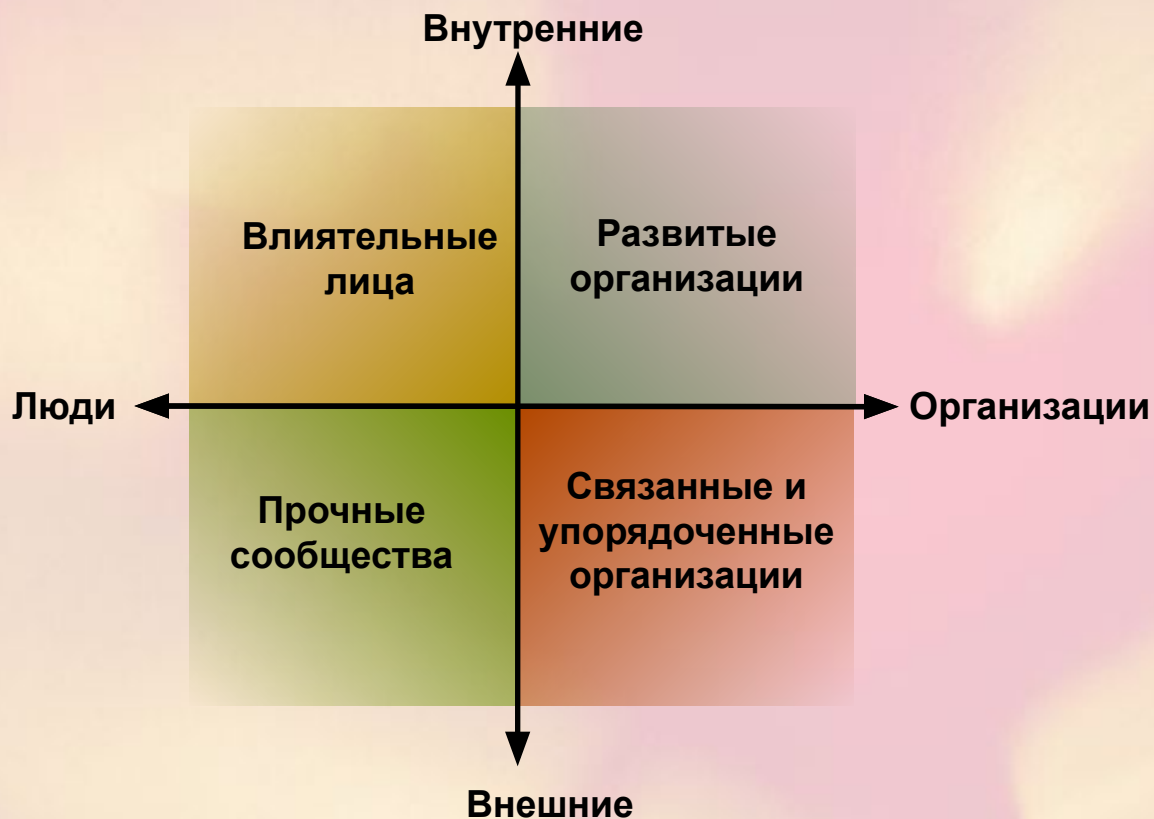 Внутренние
Влиятельные
лица
Развитые
организации
Люди
Организации
Прочные
сообщества
Связанные и
упорядоченные
организации
Внешние